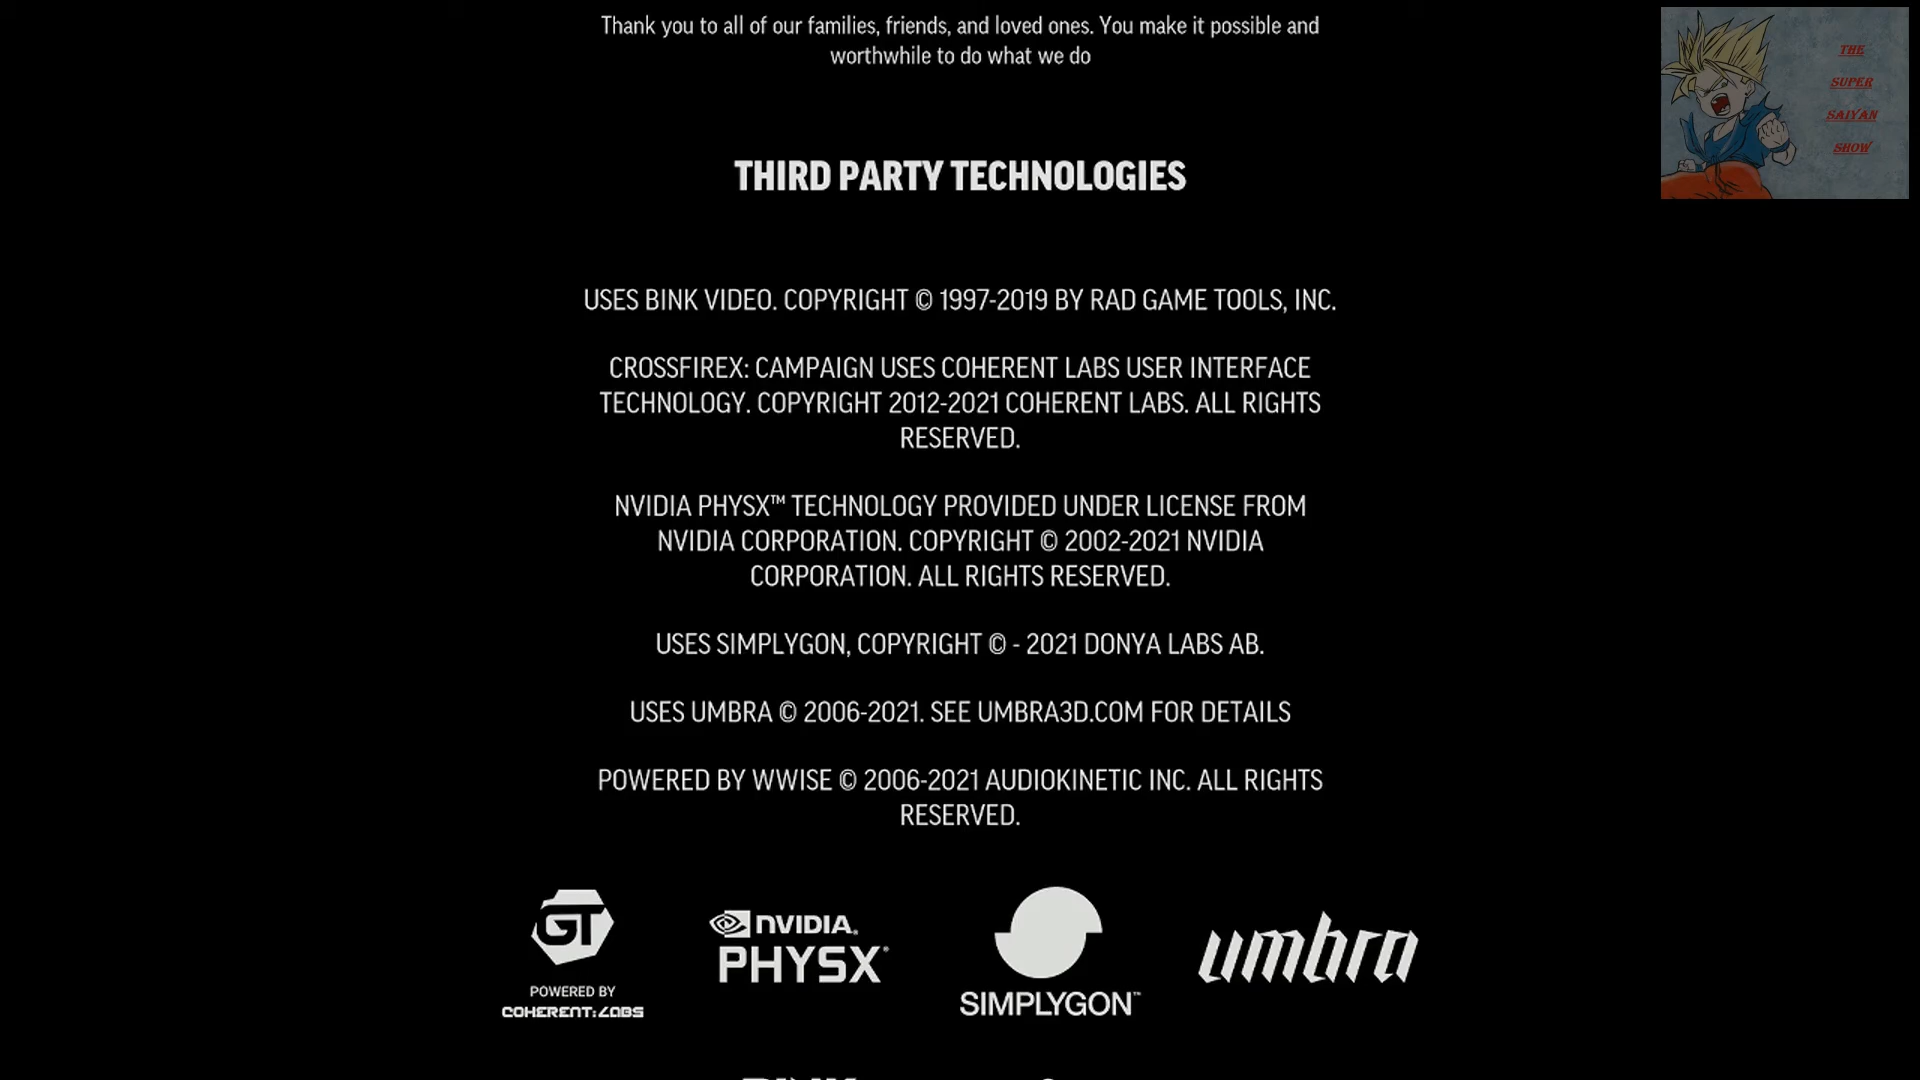 Thank you to all of our families, friends, and loved ones. You make it possible and
worthwhile to do what we do
THE
SUPER
SAIYAN
SHOW
THIRD PARTY TECHNOLOGIES
USES BINK VIDEO. COPYRIGHT © 1997-2019 BY RAD GAME TOOLS, INC.
CROSSFIREX: CAMPAIGN USES COHERENT LABS USER INTERFACE
TECHNOLOGY. COPYRIGHT 2012-2021 COHERENT LABS. ALL RIGHTS
RESERVED.
NVIDIA PHYSX™ TECHNOLOGY PROVIDED UNDER LICENSE FROM
NVIDIA CORPORATION. COPYRIGHT © 2002-2021 NVIDIA
CORPORATION. ALL RIGHTS RESERVED.
USES SIMPLYGON, COPYRIGHT © - 2021 DONYA LABS AB.
USES UMBRA © 2006-2021. SEE UMBRA3D.COM FOR DETAILS
POWERED BY WWISE © 2006-2021 AUDIOKINETIC INC. ALL RIGHTS
RESERVED.
GT
POWERED BY
COHERENT:LABS
NVIDIA.
PHYSX®
SIMPLYGON™
umbra